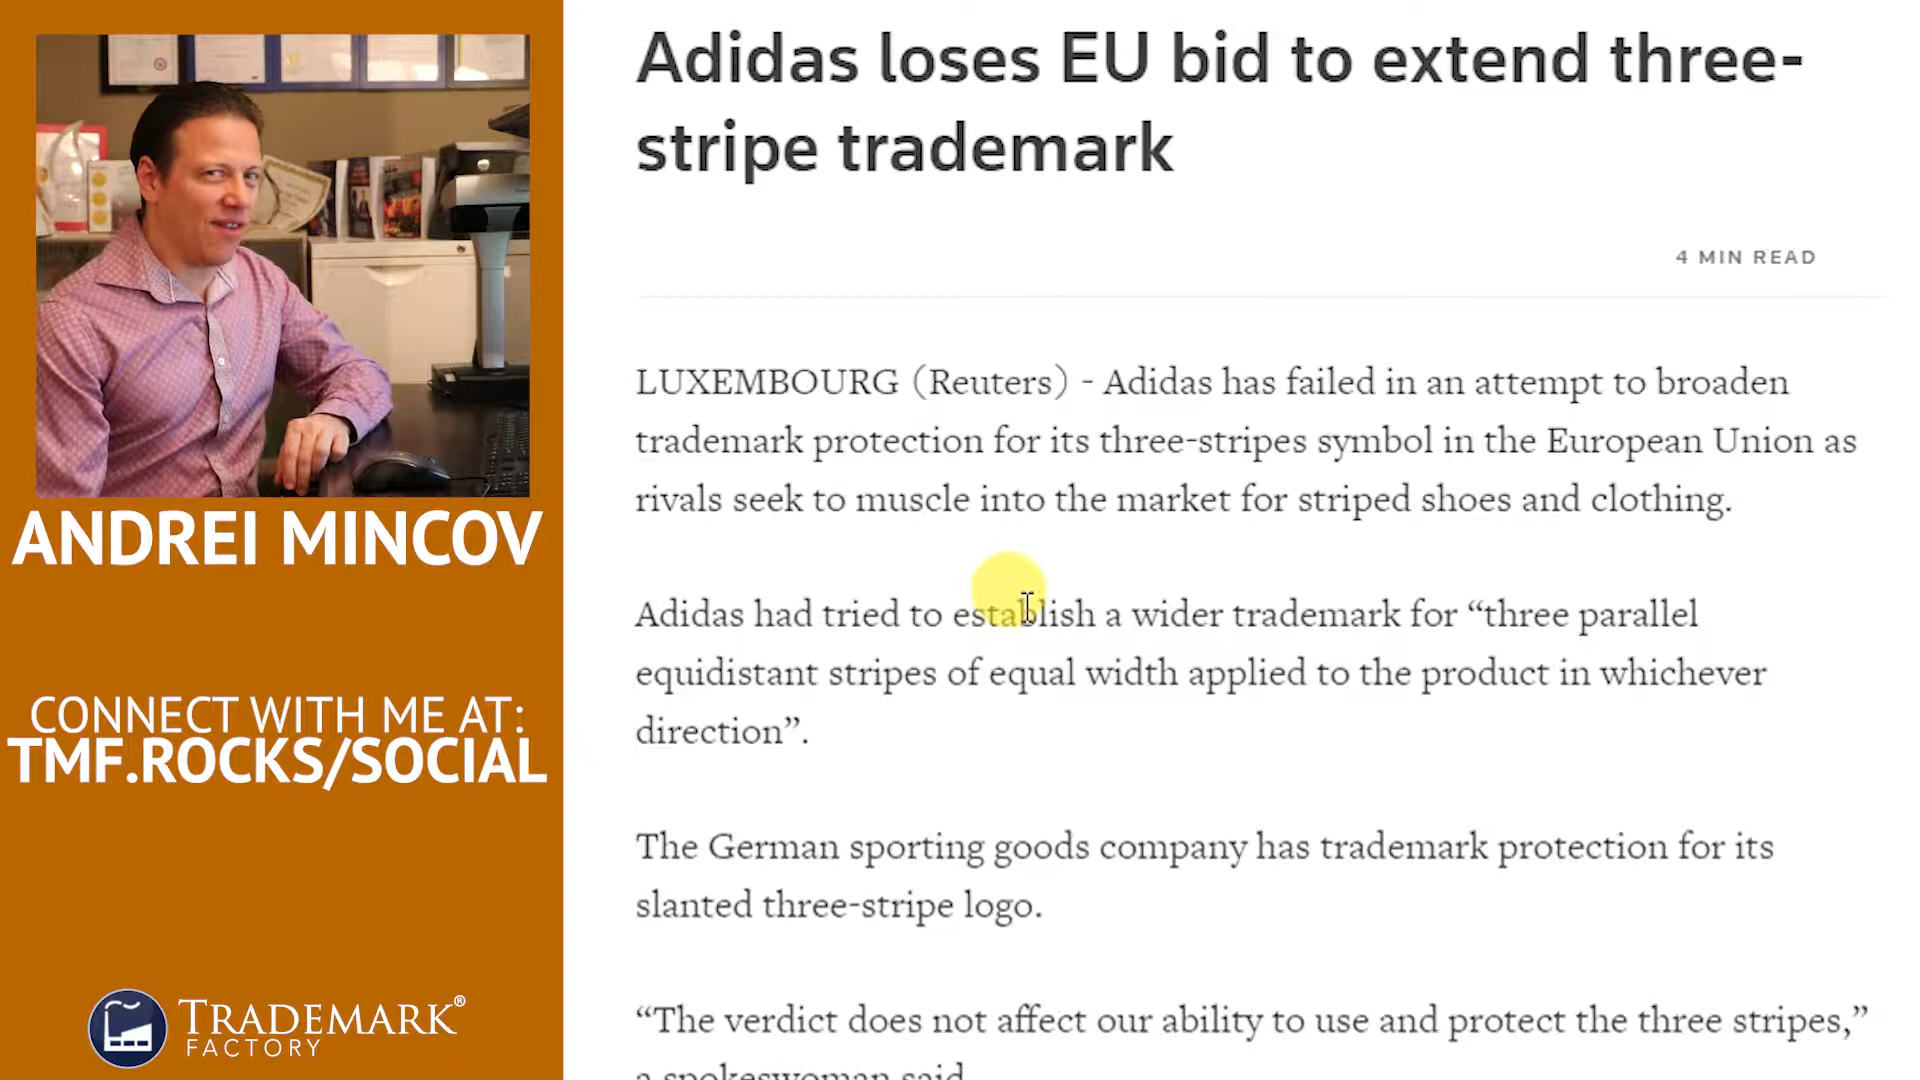 Adidas loses EU bid to extend three-
stripe trademark
4 MIN READ
LUXEMBOURG (Reuters) - Adidas has failed in an attempt to broaden
trademark protection for its three-stripes symbol in the European Union as
rivals seek to muscle into the market for striped shoes and clothing.
Adidas had tried to establish a wider trademark for “three parallel
equidistant stripes of equal width applied to the product in whichever
direction”.
The German sporting goods company has trademark protection for its
slanted three-stripe logo.
“The verdict does not affect our ability to use and protect the three stripes,”
a spokeswoman said
ANDREI MINCOV
CONNECT WITH ME AT:
TMF.ROCKS/SOCIAL
TRADEMARK®
FACTORY